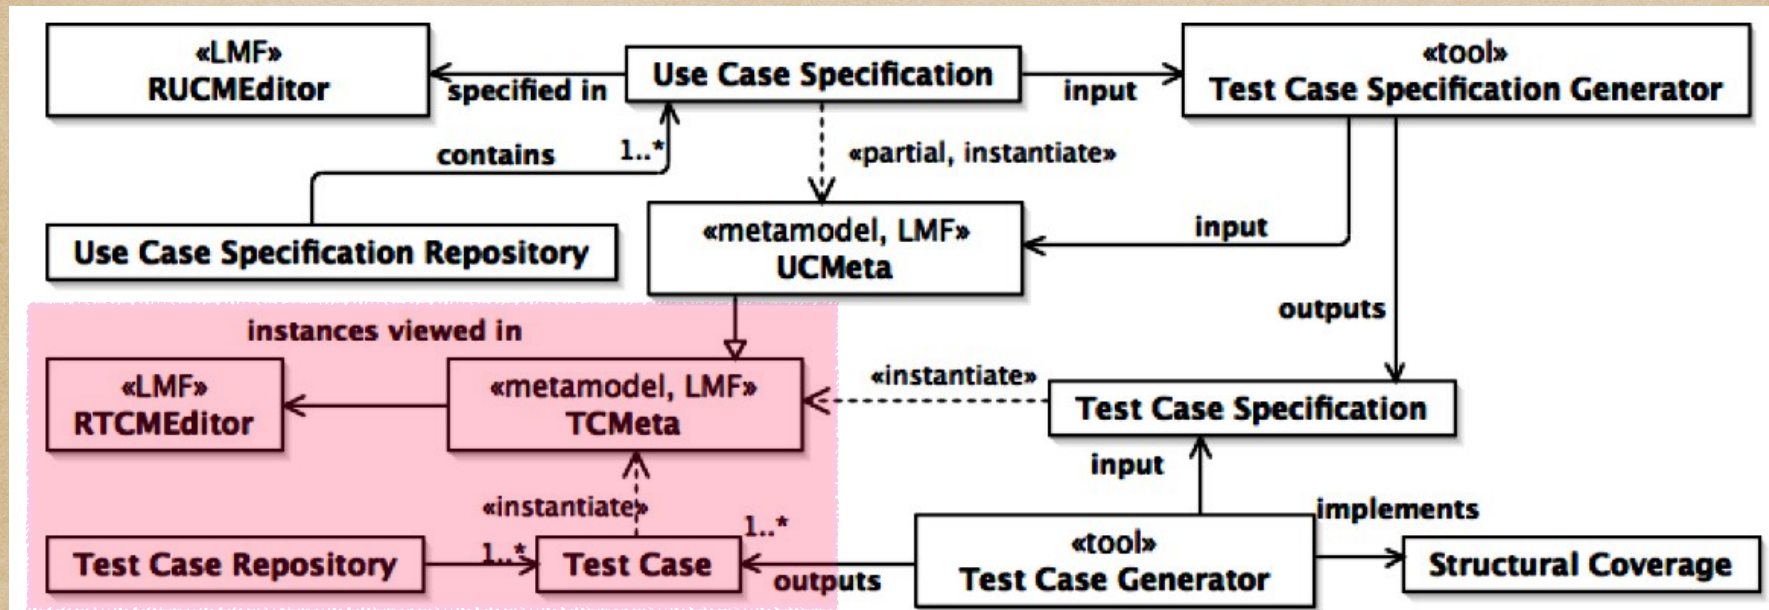 «LMF»
RUCMEditor
specified in
Use Case Specification
input
«tool»
Test Case Specification Generator
contains
1..*
«partial, instantiate»
Use Case Specification Repository
«metamodel, LMF»
UCMeta
input
outputs
instances viewed in
«LMF»
RTCMEditor
«metamodel, LMF»
TCMeta
«instantiate»
Test Case Specification
input
«instantiate»
Test Case Repository
1..*
Test Case
1..*
outputs
«tool»
Test Case Generator
implements
Structural Coverage